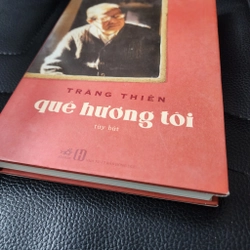 TRÀNG THIÊN
quê hương tôi
tùy bút